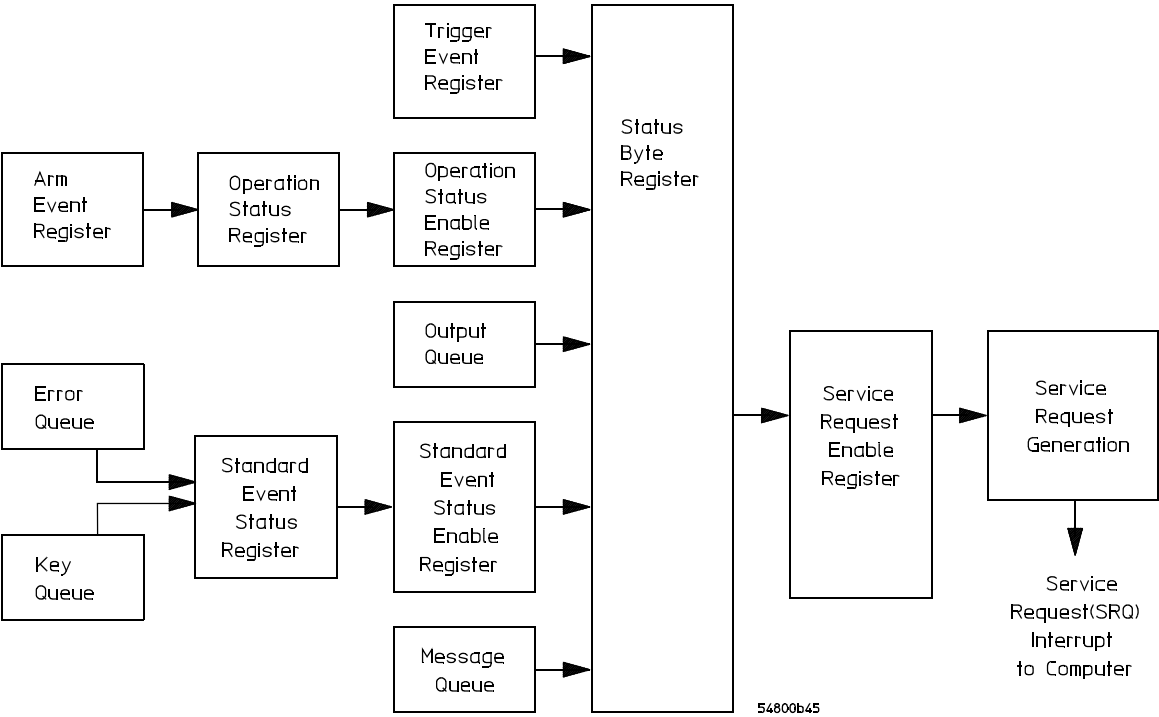 Trigger
Event
Register
Status
Byte
Register
Arm
Event
Register
Operation
Status
Register
Operation
Status
Enable
Register
Output
Queue
Error
Queue
Key
Queue
Standard
Event
Status
Register
Standard
Event
Status
Enable
Register
Message
Queue
Service
Request
Enable
Register
Service
Request
Generation
Service
Request(SRQ)
Interrupt
to Computer
54800b45